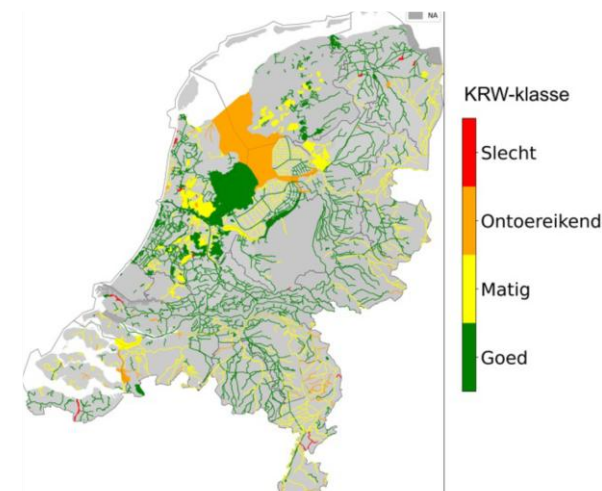 NA
KRW-klasse
Slecht
Ontoereikend
Matig
Goed